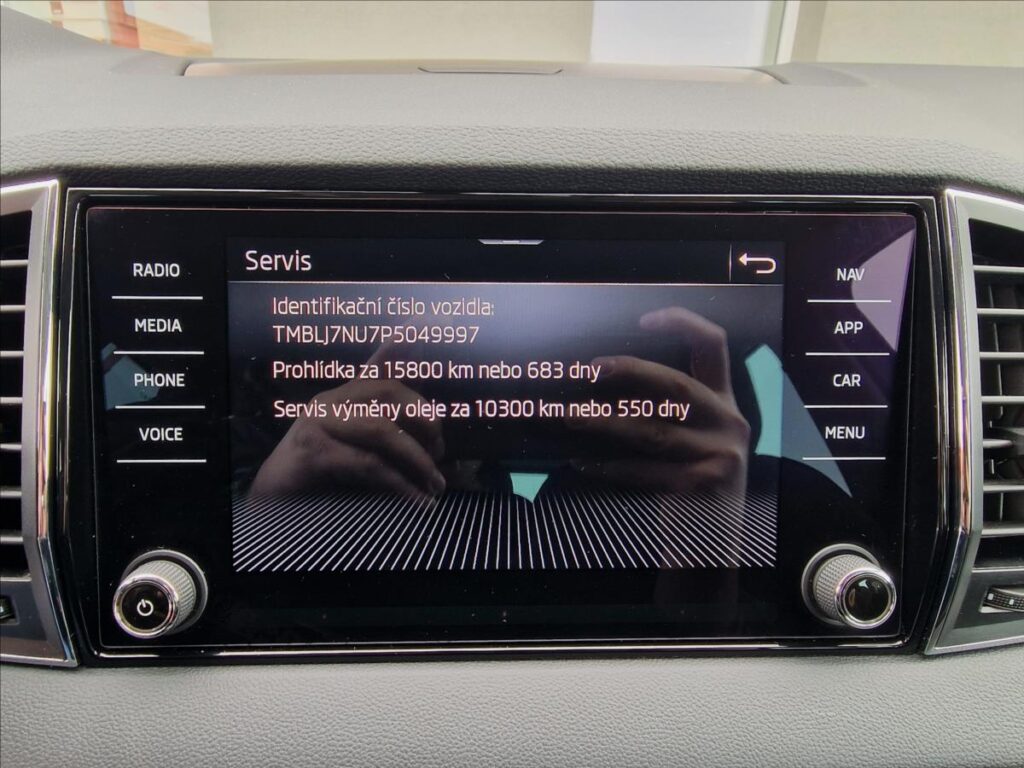 Servis
Identifikační číslo vozidla:
TMBLJ7NU7P5049997
Prohlídka za 15800 km nebo 683 dny
Servis výměny oleje za 10300 km nebo 550 dny
RADIO
MEDIA
PHONE
VOICE
NAV
APP
CAR
MENU